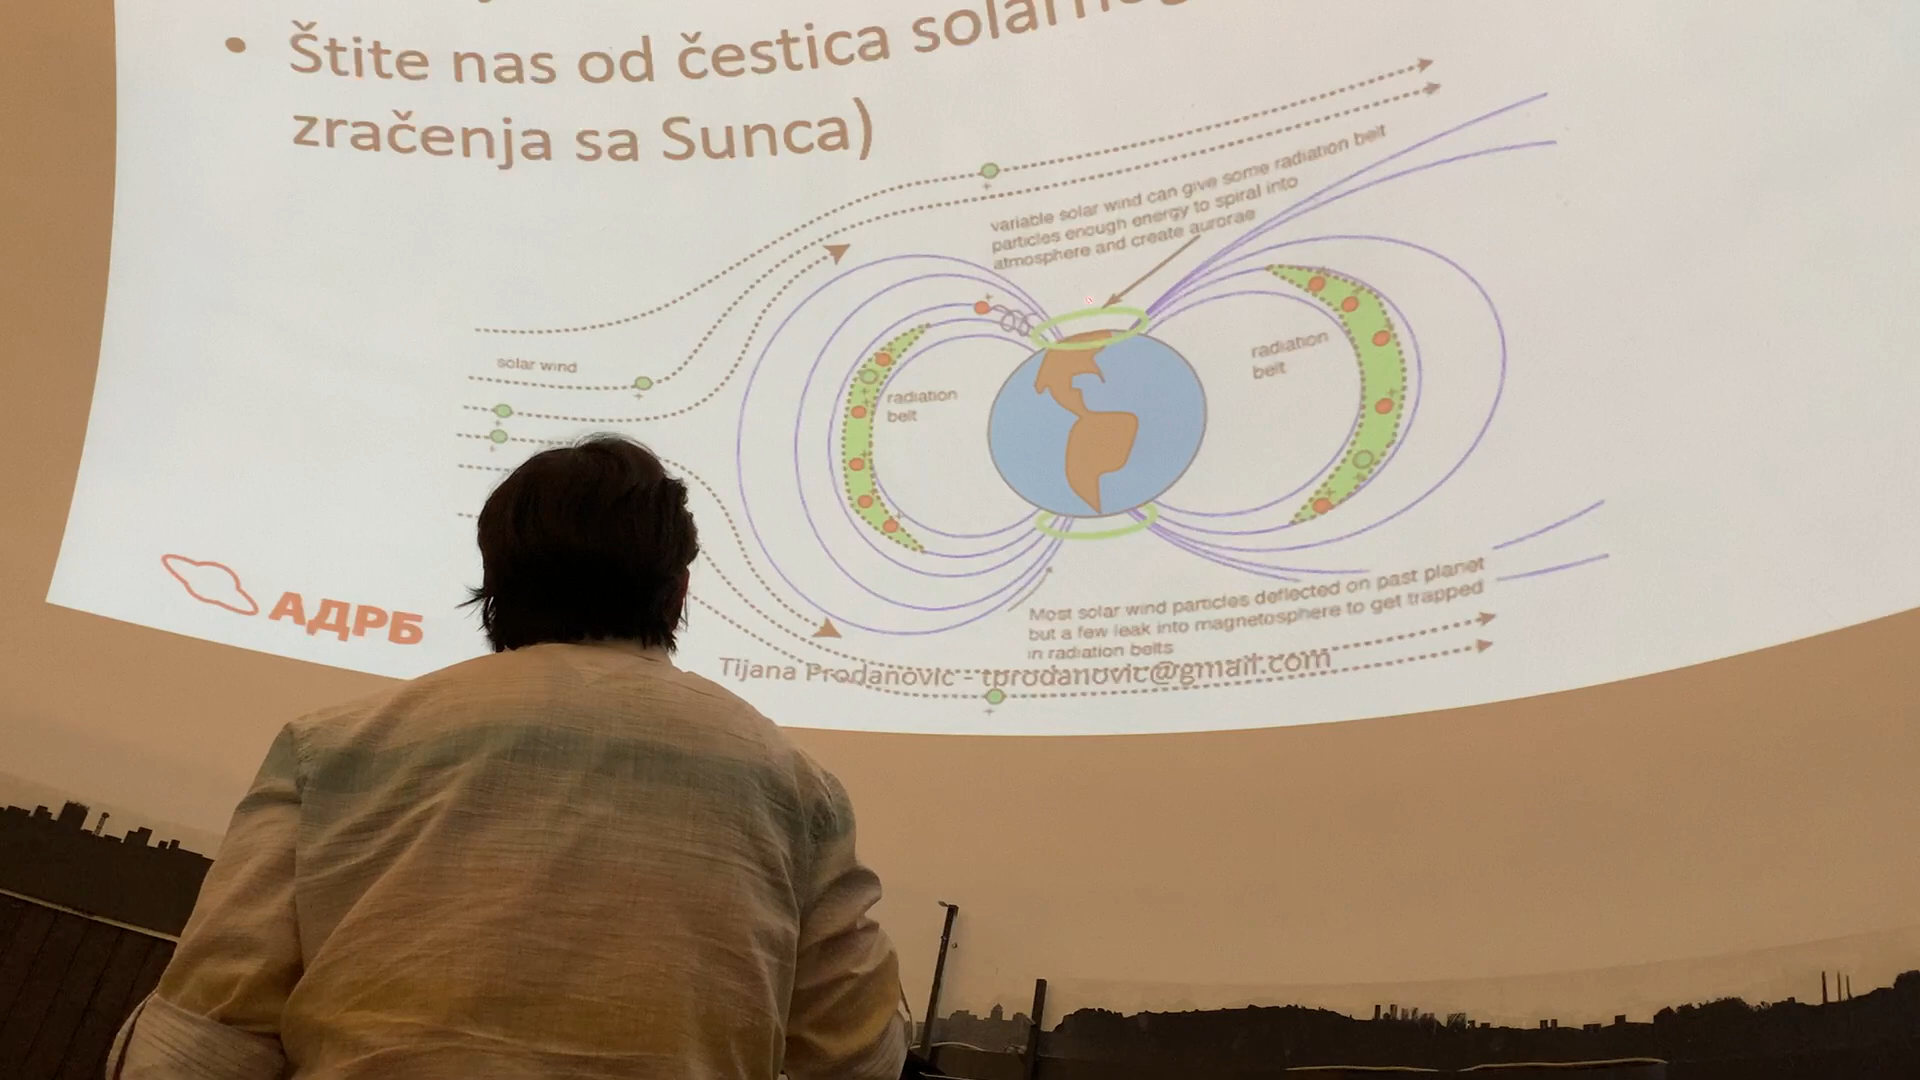 • Štite nas od čestica solarnog
zračenja sa Sunca)
variable solar wind can give some radiation belt
particles enough energy to spiral into
atmosphere and create aurorae
solar wind
radiation
belt
radiation
belt
Most solar wind particles deflected on past planet
but a few leak into magnetosphere to get trapped
in radiation belts
АДРБ
Tijana Prodanovic - tprodanovic@gmail.com